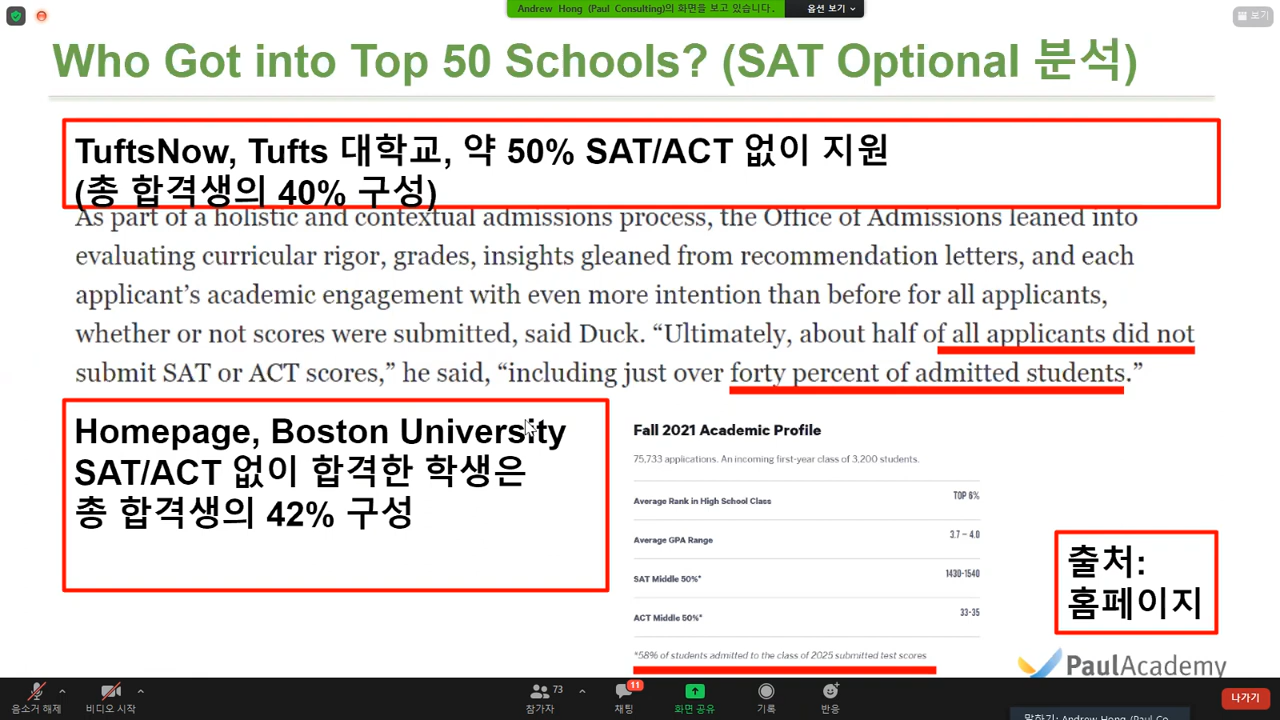 Andrew Hong (Paul Consulting)의 화면을 보고 있습니다.
옵션 보기
보기
Who Got into Top 50 Schools? (SAT Optional 분석)
TuftsNow, Tufts 대학교, 약 50% SAT/ACT 없이 지원
(총 합격생의 40% 구성)
As part of a holistic and contextual admissions process, the Office of Admissions leaned into
evaluating curricular rigor, grades, insights gleaned from recommendation letters, and each
applicant’s academic engagement with even more intention than before for all applicants,
whether or not scores were submitted, said Duck. “Ultimately, about half of all applicants did not
submit SAT or ACT scores,” he said, “including just over forty percent of admitted students.”
Homepage, Boston University
SAT/ACT 없이 합격한 학생은
총 합격생의 42% 구성
Fall 2021 Academic Profile
75,733 applications. An incoming first-year class of 3,200 students.
Average Rank in High School Class TOP 6%
Average GPA Range 3.7 – 4.0
SAT Middle 50%* 1430-1540
ACT Middle 50%* 33-35
*58% of students admitted to the class of 2025 submitted test scores
출처:
홈페이지
PaulAcademy
음소거 해제
비디오 시작
73
참가자
11
채팅
화면 공유
기록
반응
나가기
말하기: Andrew Hong (Paul Co